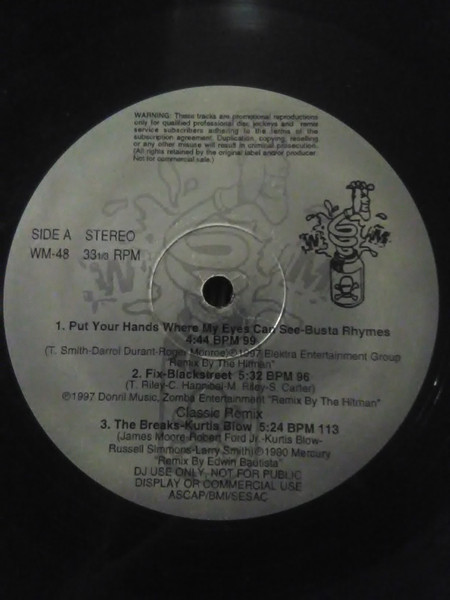 WARNING: These tracks are promotional reproductions
only for qualified professional disc jockeys and remix
service subscribers adhering to the terms of the
subscription agreement. Duplication, copying, reselling
or any other misuse will result in criminal prosecution.
(All rights retained by the original label and/or producer
Not for commercial sale.)
SIDE A STEREO
WM-48 33 1/3 RPM
W M
1. Put Your Hands Where My Eyes Can See-Busta Rhymes
4:44 BPM 99
(T. Smith-Darrol Durant-Roger Monroe)℗1997 Elektra Entertainment Group
"Remix By The Hitman"
2. Fix-Blackstreet 5:32 BPM 96
(T. Riley-C. Hannibal-M. Riley-S. Carter)
℗1997 Donril Music, Zomba Entertainment "Remix By The Hitman"
Classic Remix
3. The Breaks-Kurtis Blow 5:24 BPM 113
(James Moore-Robert Ford Jr.-Kurtis Blow-
Russell Simmons-Larry Smith)℗1980 Mercury
"Remix By Edwin Bautista"
DJ USE ONLY, NOT FOR PUBLIC
DISPLAY OR COMMERCIAL USE
ASCAP/BMI/SESAC